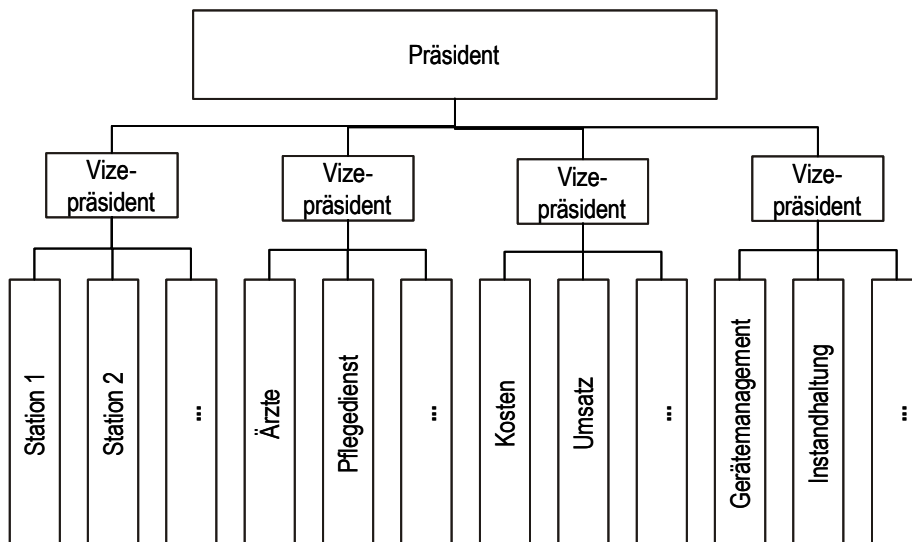 Präsident
Vize-
präsident
Vize-
präsident
Vize-
präsident
Vize-
präsident
Station 1
Station 2
...
Ärzte
Pflegedienst
...
Kosten
Umsatz
...
Gerätemanagement
Instandhaltung
...